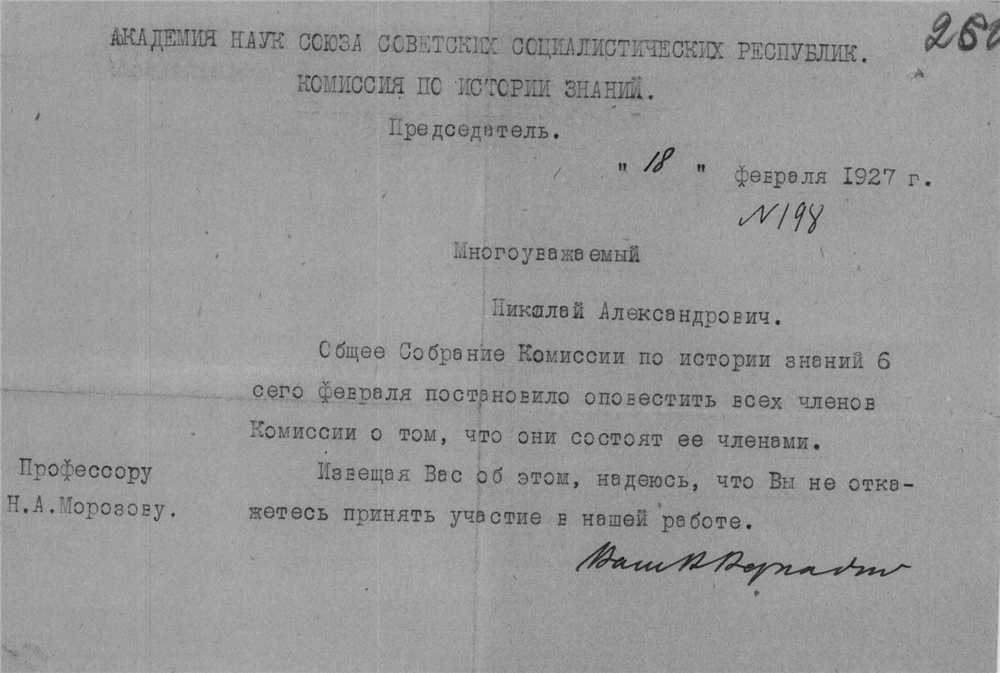 АКАДЕМИЯ НАУК СОЮЗА СОВЕТСКИХ СОЦИАЛИСТИЧЕСКИХ РЕСПУБЛИК.
КОМИССИЯ ПО ИСТОРИИ ЗНАНИЙ.
Председатель.
" 18 " февраля 1927 г.
N198
Многоуважаемый
Николай Александрович.
Общее Собрание Комиссии по истории знаний 6
сего февраля постановило оповестить всех членов
Комиссии о том, что они состоят ее членами.
Извещая Вас об этом, надеюсь, что Вы не отка-
жетесь принять участие в нашей работе.
Профессору
Н.А.Морозову.
Ваш В Вернадский